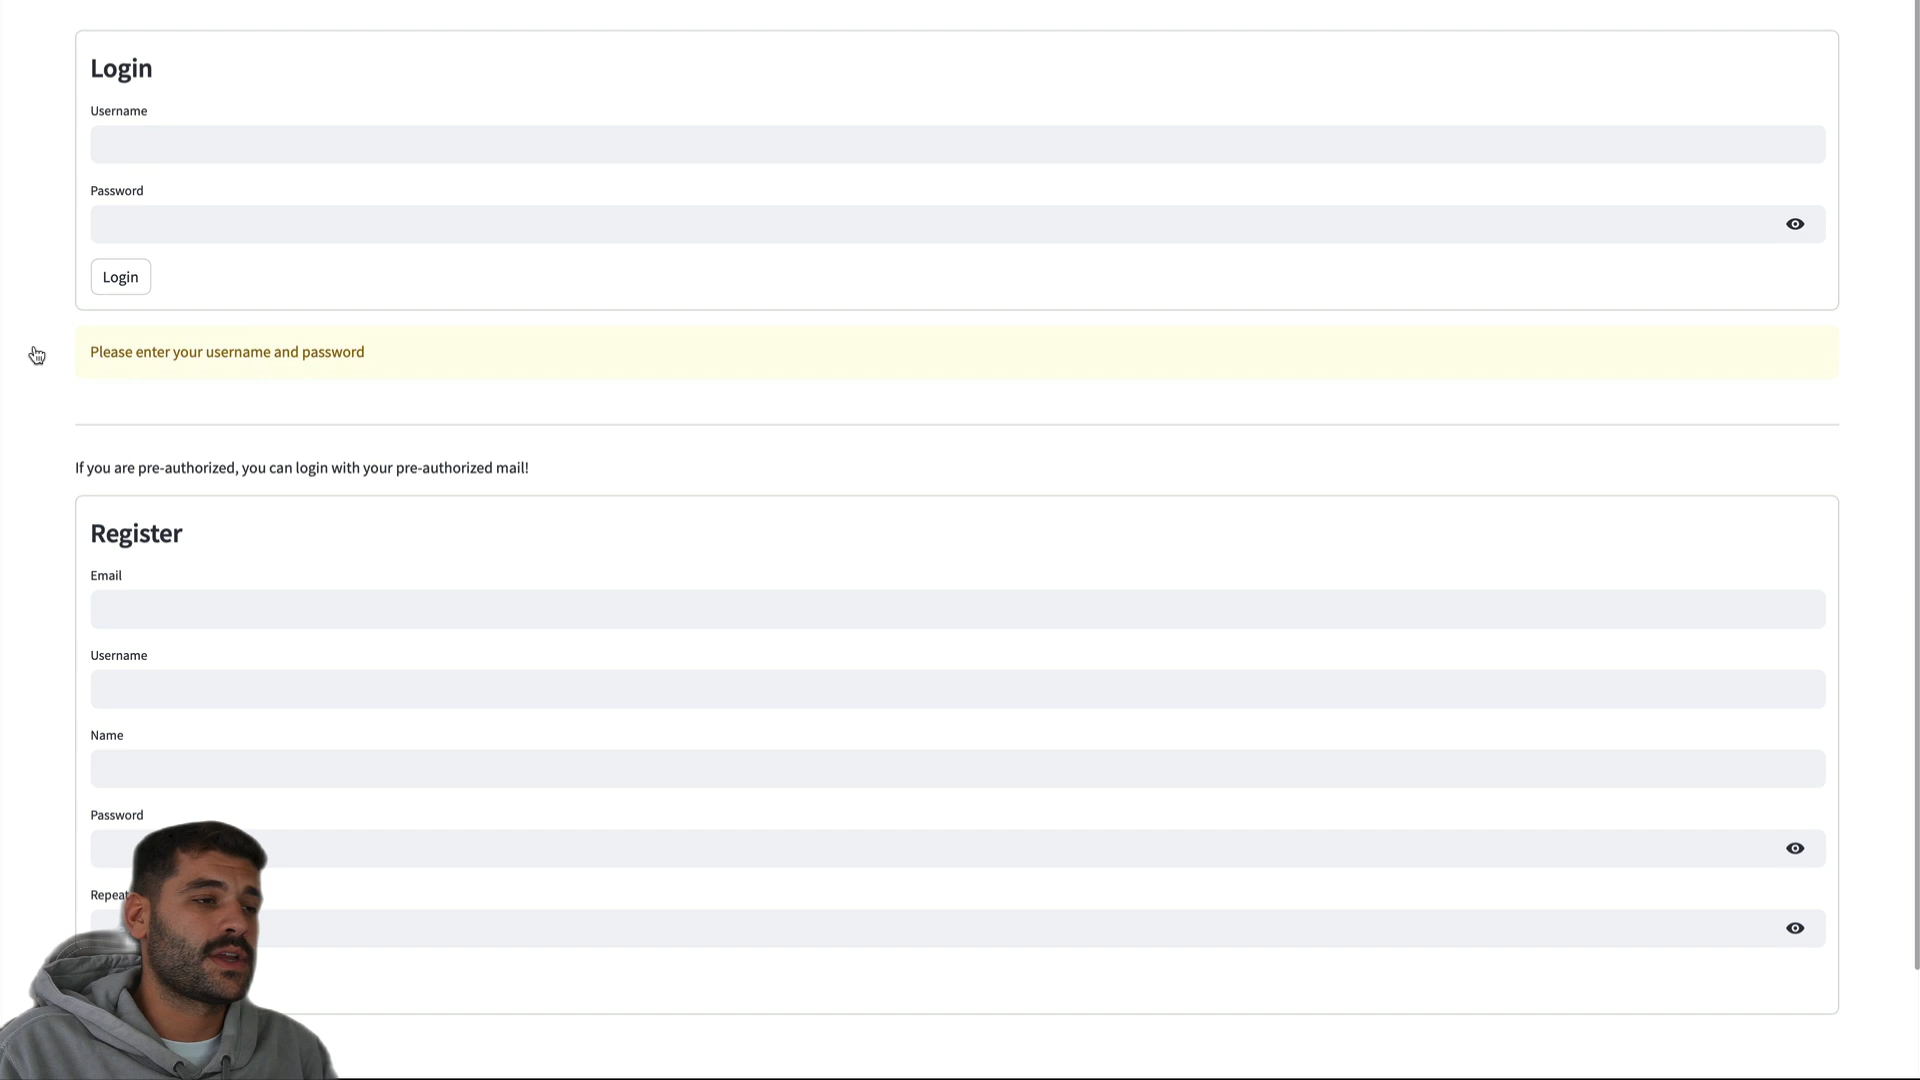 Login
Username
Password
Login
Please enter your username and password
If you are pre-authorized, you can login with your pre-authorized mail!
Register
Email
Username
Name
Password
Repeat